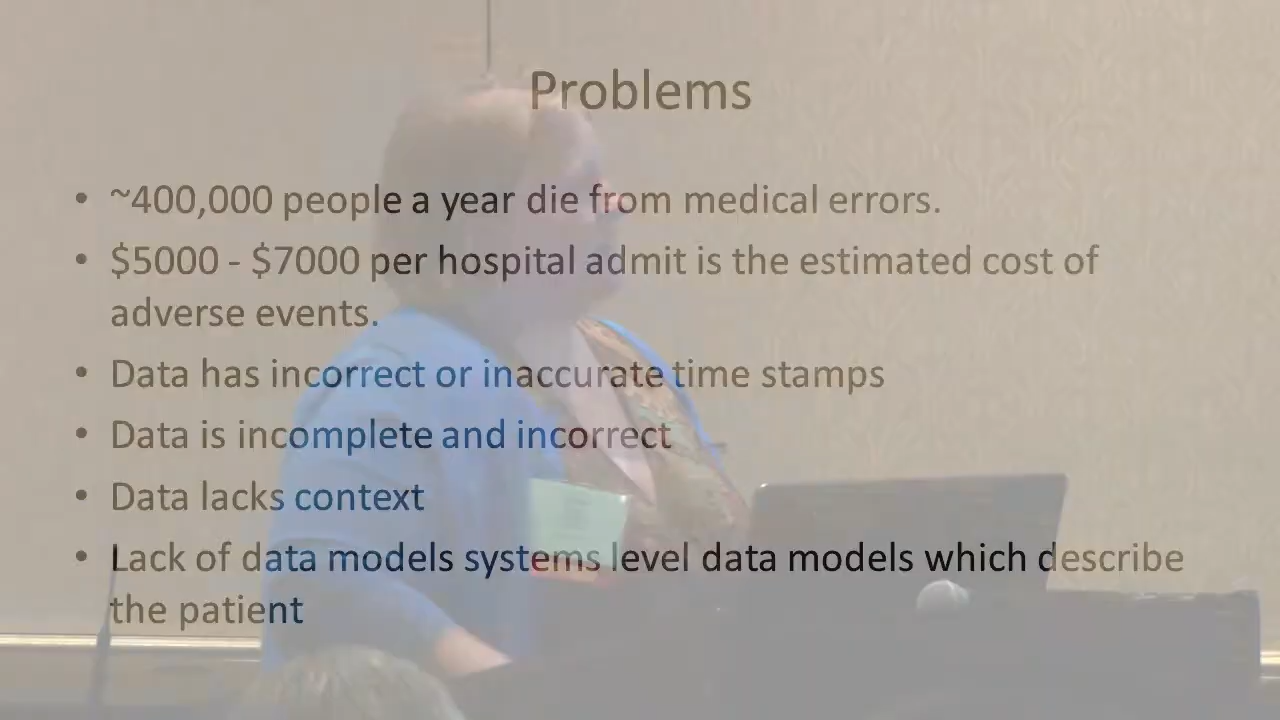 Problems
• ~400,000 people a year die from medical errors.
• $5000 - $7000 per hospital admit is the estimated cost of
adverse events.
• Data has incorrect or inaccurate time stamps
• Data is incomplete and incorrect
• Data lacks context
• Lack of data models systems level data models which describe
the patient